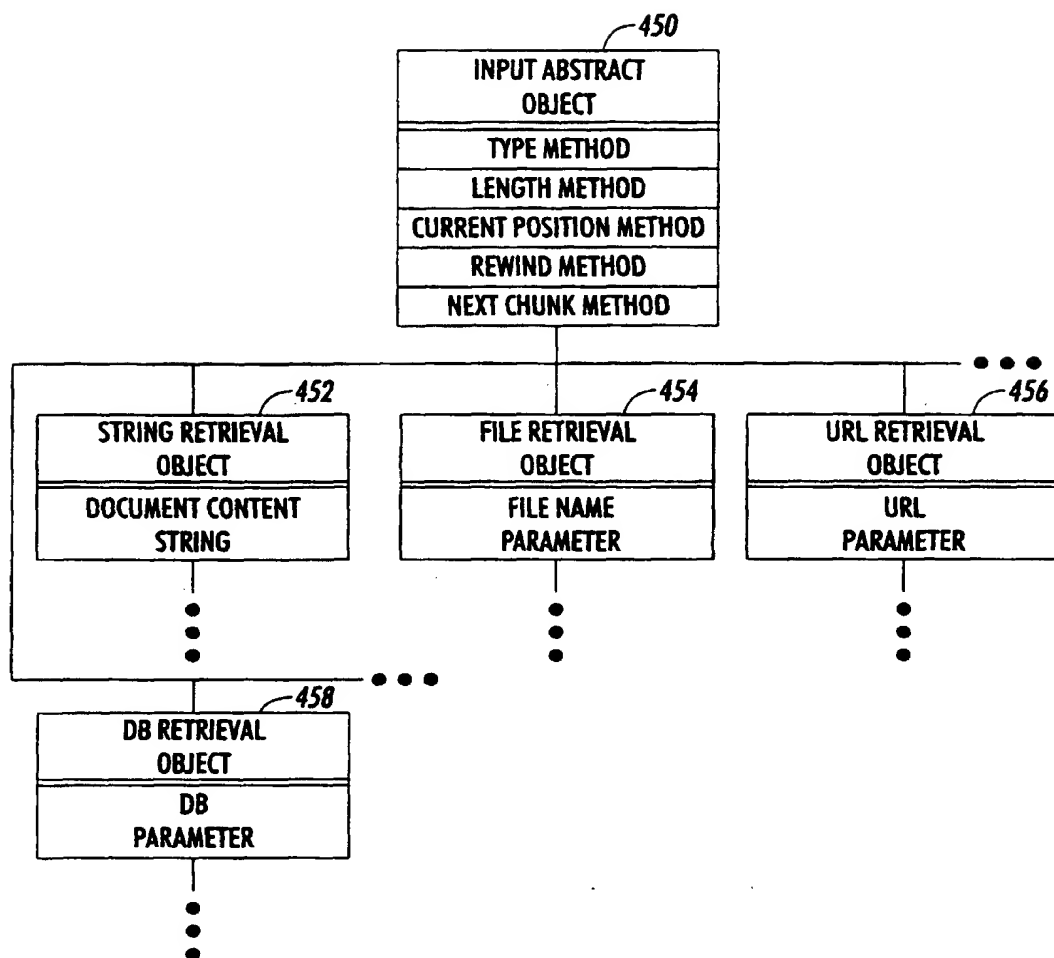 450
INPUT ABSTRACT
OBJECT
TYPE METHOD
LENGTH METHOD
CURRENT POSITION METHOD
REWIND METHOD
NEXT CHUNK METHOD
452
STRING RETRIEVAL
OBJECT
DOCUMENT CONTENT
STRING
454
FILE RETRIEVAL
OBJECT
FILE NAME
PARAMETER
456
URL RETRIEVAL
OBJECT
URL
PARAMETER
458
DB RETRIEVAL
OBJECT
DB
PARAMETER